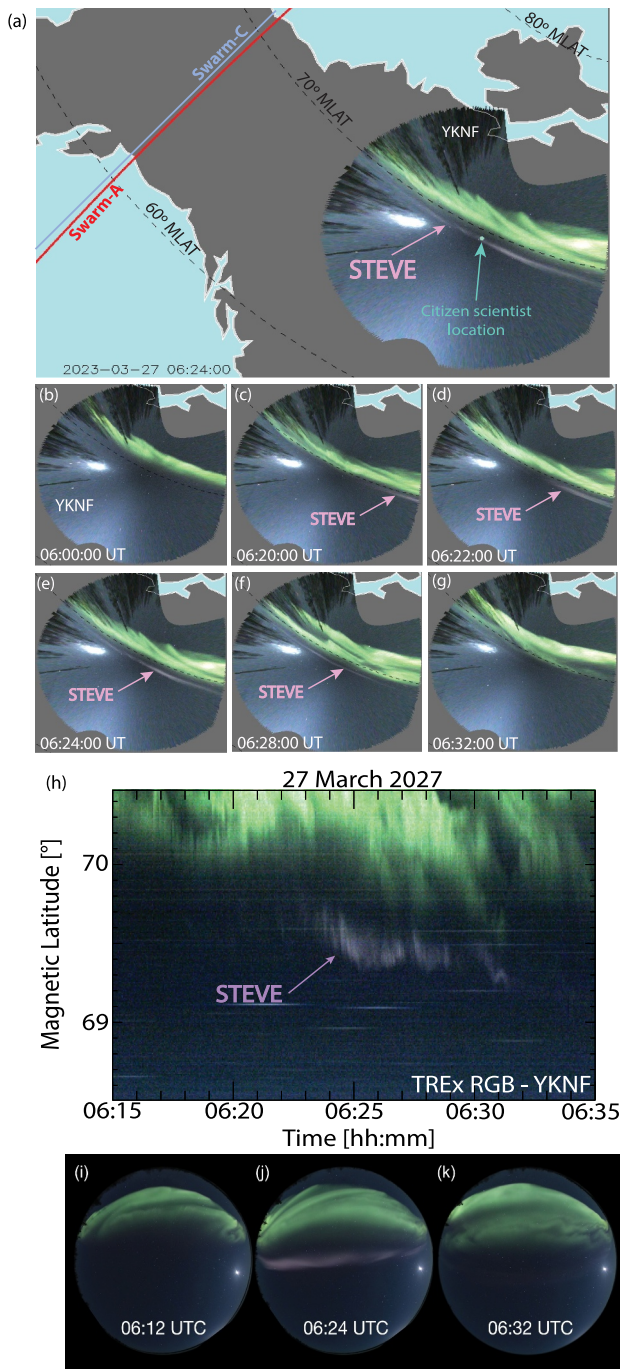 (a)
Swarm-C
Swarm-A
80º MLAT
70º MLAT
60º MLAT
YKNF
STEVE
Citizen scientist
location
2023-03-27 06:24:00
(b)
YKNF
06:00:00 UT
(c)
STEVE
06:20:00 UT
(d)
STEVE
06:22:00 UT
(e)
STEVE
06:24:00 UT
(f)
STEVE
06:28:00 UT
(g)
06:32:00 UT
(h)
27 March 2027
Magnetic Latitude [°]
70
69
STEVE
TREx RGB - YKNF
06:15
06:20
06:25
06:30
06:35
Time [hh:mm]
(i)
06:12 UTC
(j)
06:24 UTC
(k)
06:32 UTC